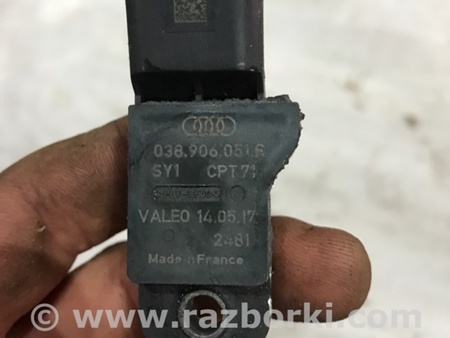 038.906.051
SY1 CPT71
VALEO 14.05.17
2481
Made in France
© www.razborki.com